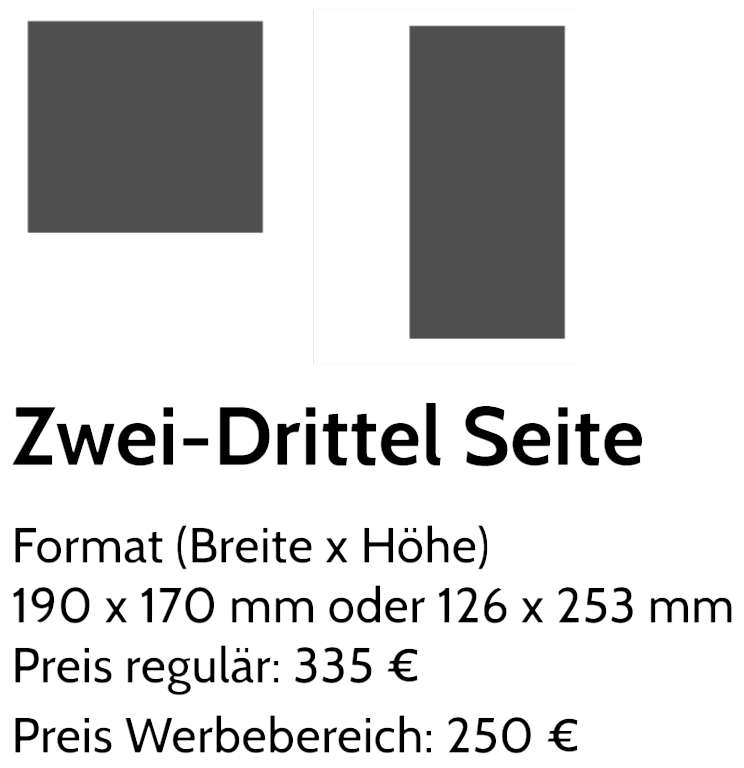 Zwei-Drittel Seite
Format (Breite x Höhe)
190 x 170 mm oder 126 x 253 mm
Preis regulär: 335 €
Preis Werbebereich: 250 €